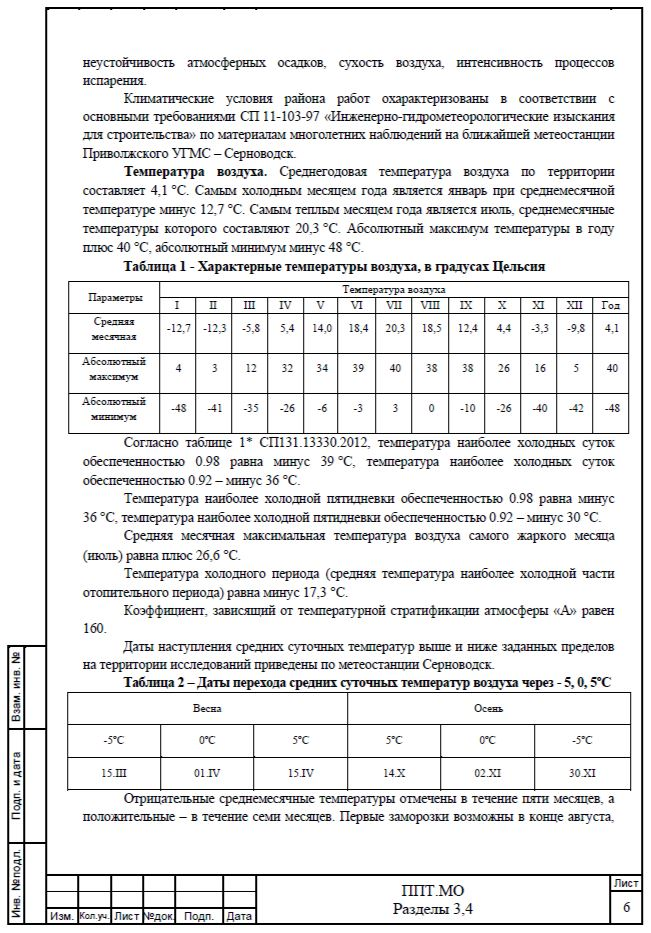 неустойчивость атмосферных осадков, сухость воздуха, интенсивность процессов
испарения.
Климатические условия района работ охарактеризованы в соответствии с
основными требованиями СП 11-103-97 «Инженерно-гидрометеорологические изыскания
для строительства» по материалам многолетних наблюдений на ближайшей метеостанции
Приволжского УГМС – Серноводск.
Температура воздуха. Среднегодовая температура воздуха по территории
составляет 4,1 °С. Самым холодным месяцем года является январь при среднемесячной
температуре минус 12,7 °С. Самым теплым месяцем года является июль, среднемесячные
температуры которого составляют 20,3 °С. Абсолютный максимум температуры в году
плюс 40 °С, абсолютный минимум минус 48 °С.
Таблица 1 - Характерные температуры воздуха, в градусах Цельсия
Параметры
Температура воздуха
I II III IV V VI VII VIII IX X XI XII Год
Средняя
месячная
-12,7 -12,3 -5,8 5,4 14,0 18,4 20,3 18,5 12,4 4,4 -3,3 -9,8 4,1
Абсолютный
максимум
4 3 12 32 34 39 40 38 38 26 16 5 40
Абсолютный
минимум
-48 -41 -35 -26 -6 -3 3 0 -10 -26 -40 -42 -48
Согласно таблице 1* СП131.13330.2012, температура наиболее холодных суток
обеспеченностью 0.98 равна минус 39 °С, температура наиболее холодных суток
обеспеченностью 0.92 – минус 36 °С.
Температура наиболее холодной пятидневки обеспеченностью 0.98 равна минус
36 °С, температура наиболее холодной пятидневки обеспеченностью 0.92 – минус 30 °С.
Средняя месячная максимальная температура воздуха самого жаркого месяца
(июль) равна плюс 26,6 °С.
Температура холодного периода (средняя температура наиболее холодной части
отопительного периода) равна минус 17,3 °С.
Коэффициент, зависящий от температурной стратификации атмосферы «А» равен
160.
Даты наступления средних суточных температур выше и ниже заданных пределов
на территории исследований приведены по метеостанции Серноводск.
Таблица 2 – Даты перехода средних суточных температур воздуха через - 5, 0, 5°С
Весна Осень
-5°С 0°С 5°С 5°С 0°С -5°С
15.III 01.IV 15.IV 14.X 02.XI 30.XI
Отрицательные среднемесячные температуры отмечены в течение пяти месяцев, а
положительные – в течение семи месяцев. Первые заморозки возможны в конце августа,
Взам. инв. №
Подп. и дата
Инв. №подл.
Изм. Кол.уч. Лист №док. Подп. Дата
ППТ.МО
Разделы 3,4
Лист
6